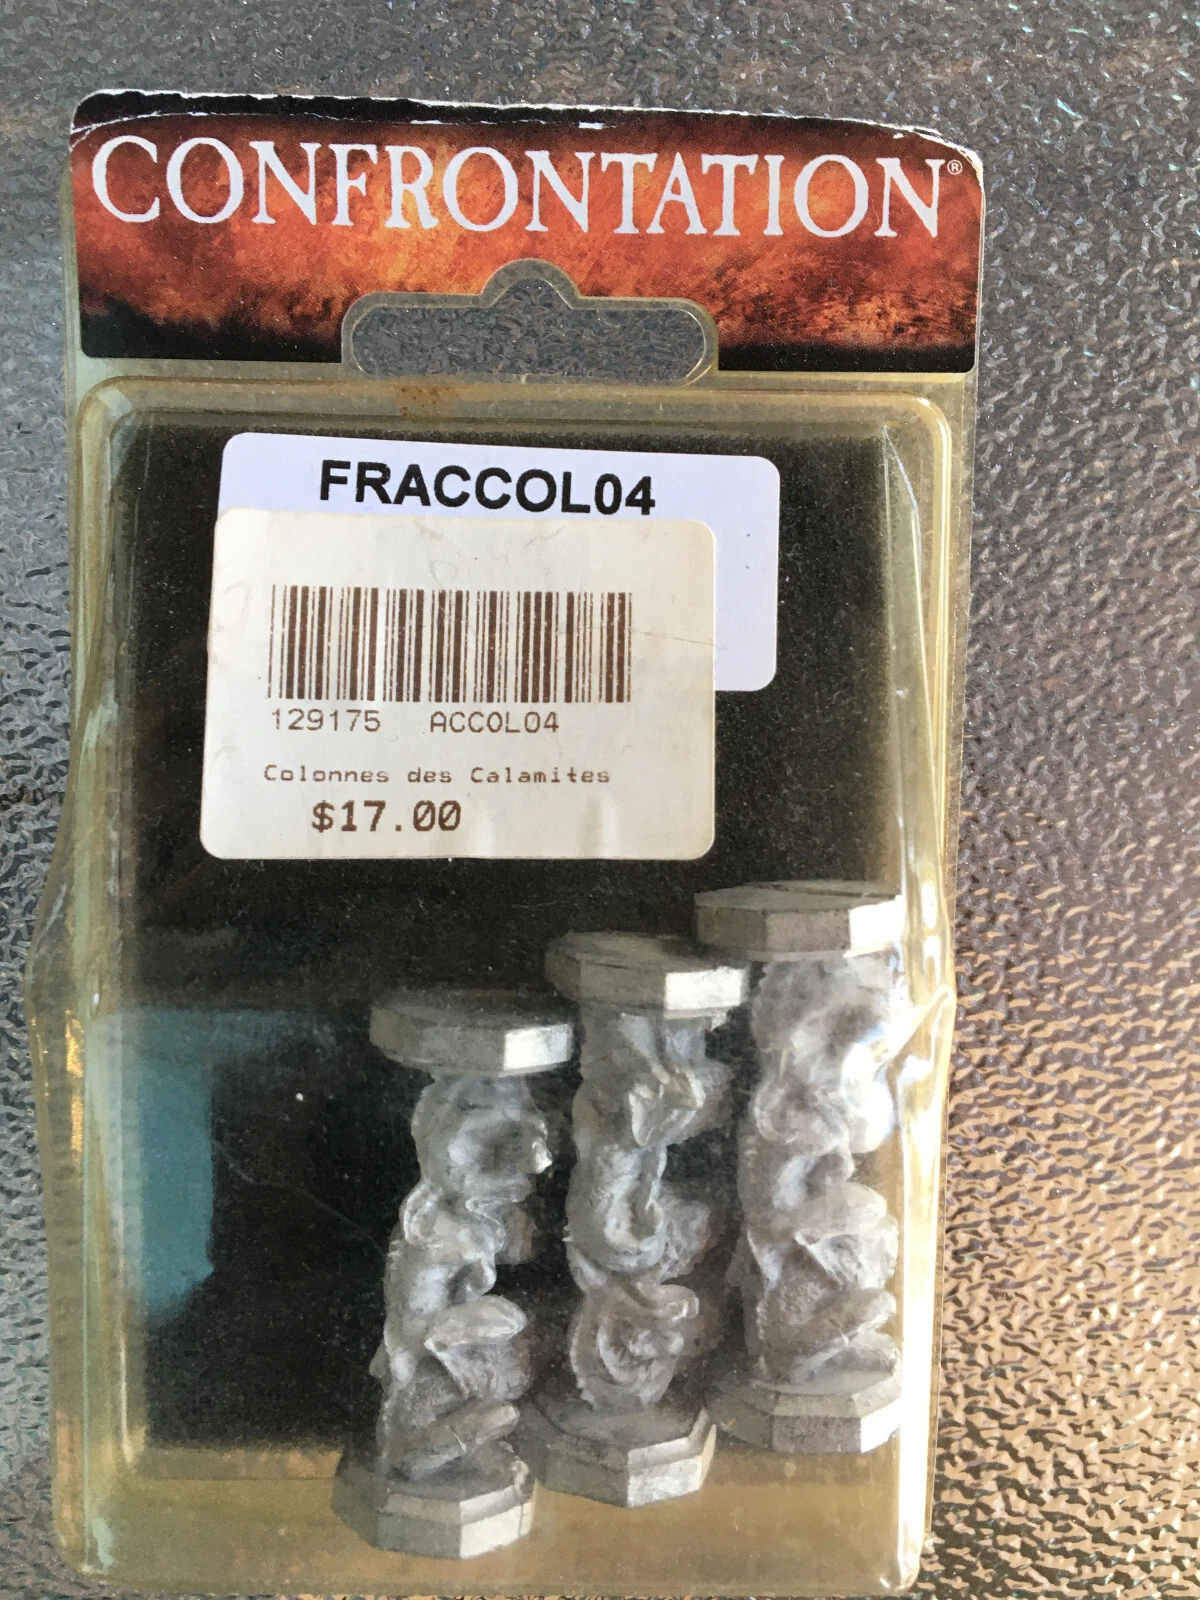 CONFRONTATION®
FRACCOL04
129175 ACCOL04
Colonnes des Calamites
$17.00